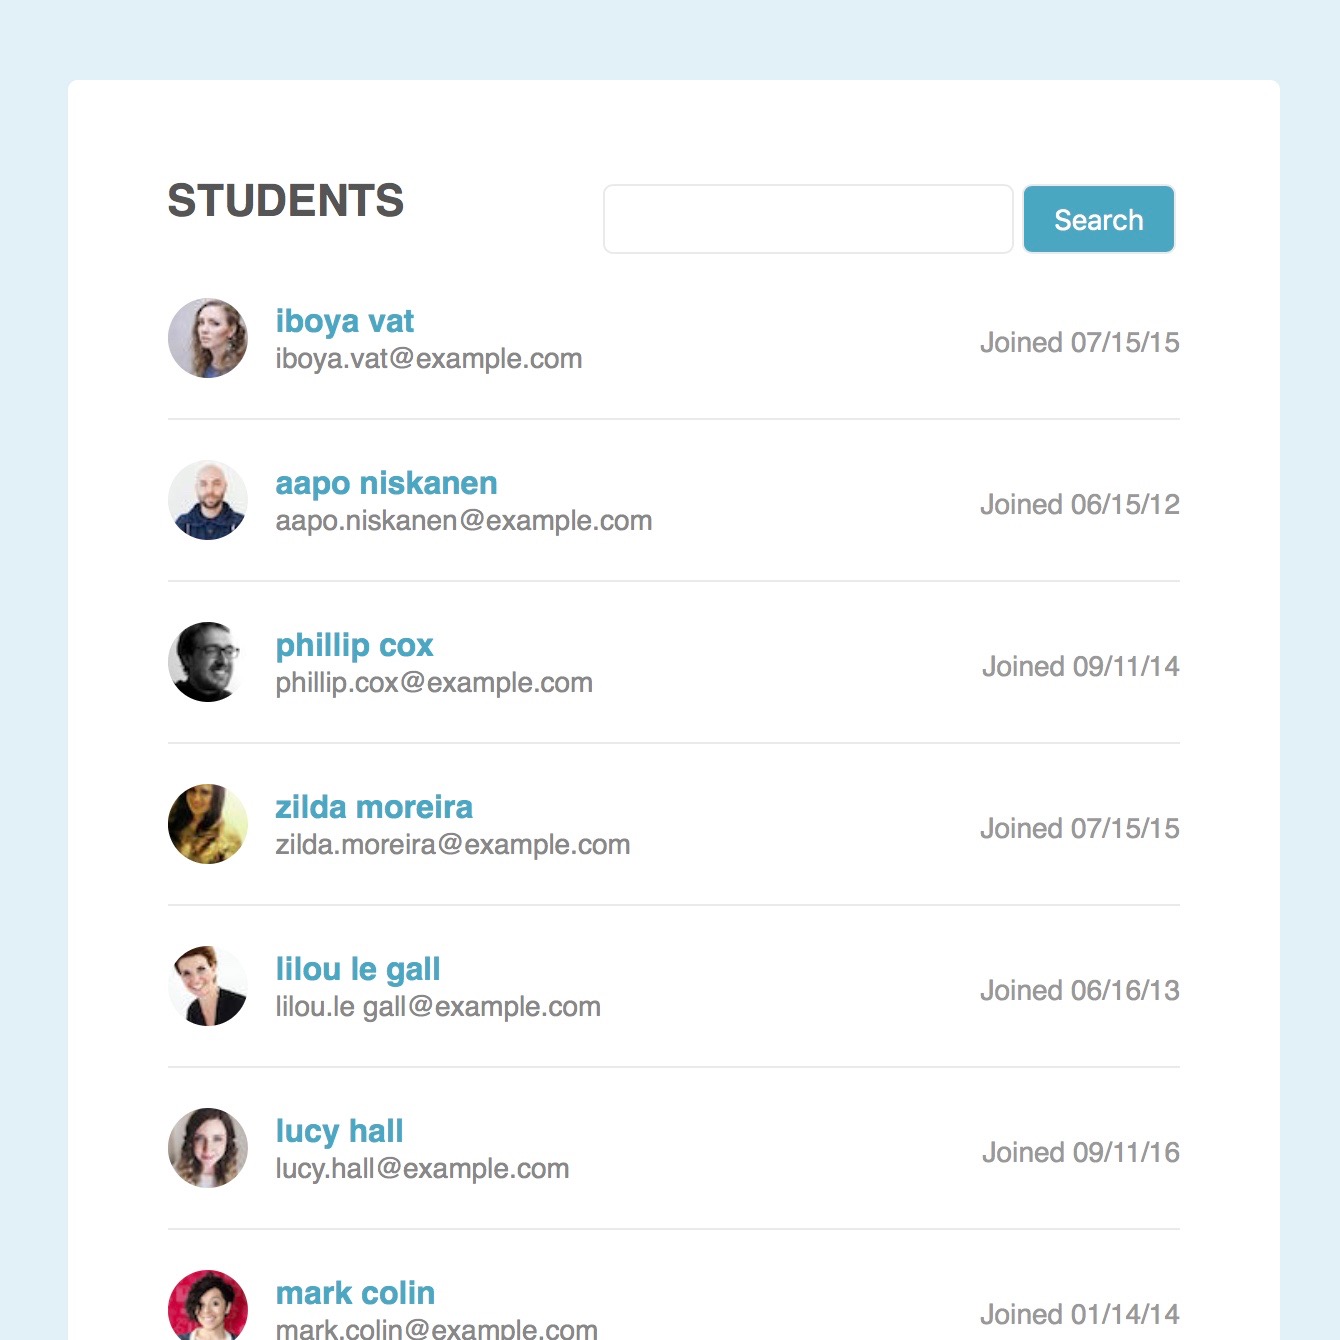 STUDENTS
Search
iboya vat
iboya.vat@example.com
Joined 07/15/15
aapo niskanen
aapo.niskanen@example.com
Joined 06/15/12
phillip cox
phillip.cox@example.com
Joined 09/11/14
zilda moreira
zilda.moreira@example.com
Joined 07/15/15
lilou le gall
lilou.le gall@example.com
Joined 06/16/13
lucy hall
lucy.hall@example.com
Joined 09/11/16
mark colin
mark.colin@example.com
Joined 01/14/14